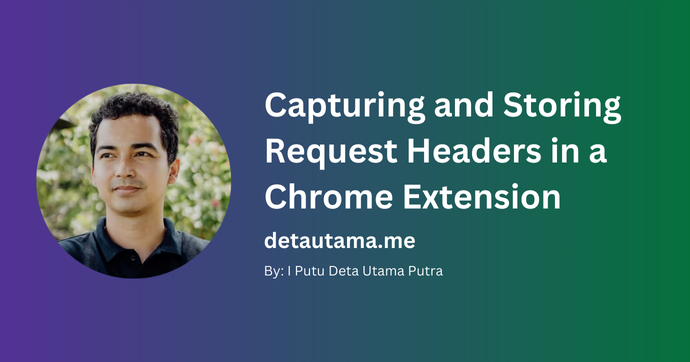 Capturing and Storing
Request Headers in a
Chrome Extension
detautama.me
By: I Putu Deta Utama Putra